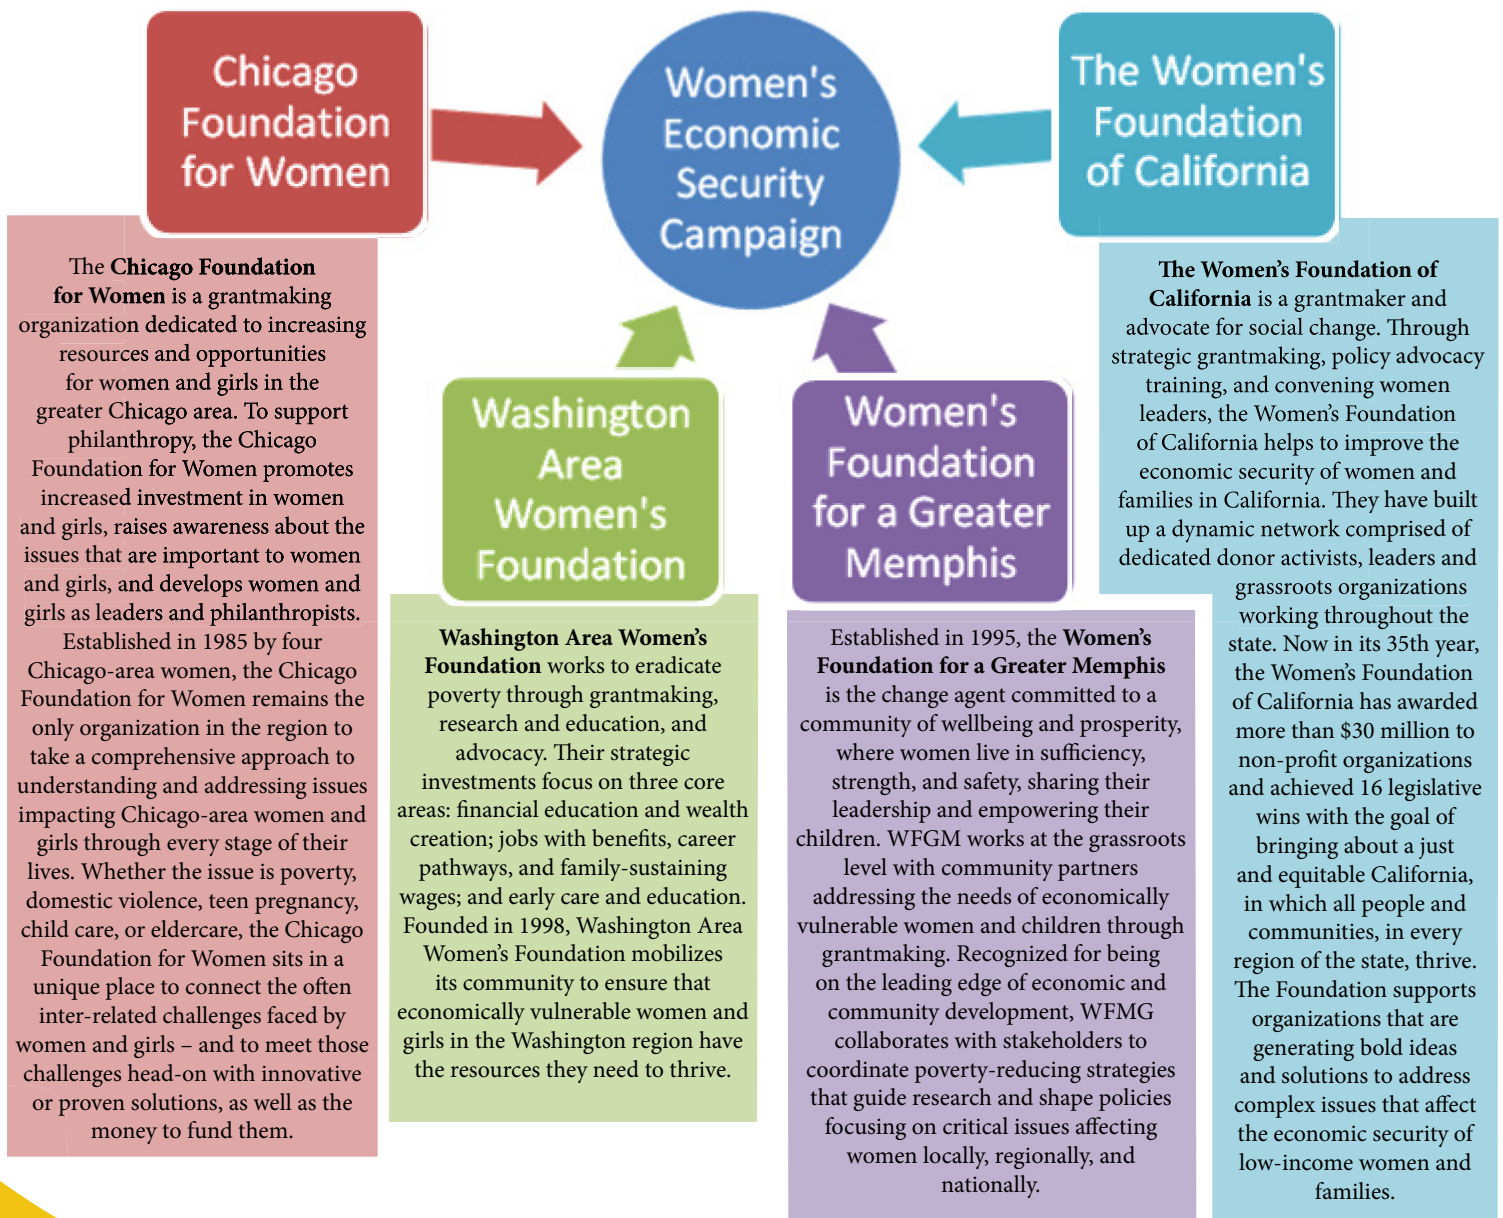 Chicago
Foundation
for Women
Women's
Economic
Security
Campaign
The Women's
Foundation
of California
The Chicago Foundation
for Women is a grantmaking
organization dedicated to increasing
resources and opportunities
for women and girls in the
greater Chicago area. To support
philanthropy, the Chicago
Foundation for Women promotes
increased investment in women
and girls, raises awareness about the
issues that are important to women
and girls, and develops women and
girls as leaders and philanthropists.
Established in 1985 by four
Chicago-area women, the Chicago
Foundation for Women remains the
only organization in the region to
take a comprehensive approach to
understanding and addressing issues
impacting Chicago-area women and
girls through every stage of their
lives. Whether the issue is poverty,
domestic violence, teen pregnancy,
child care, or eldercare, the Chicago
Foundation for Women sits in a
unique place to connect the often
inter-related challenges faced by
women and girls – and to meet those
challenges head-on with innovative
or proven solutions, as well as the
money to fund them.
Washington
Area
Women's
Foundation
Washington Area Women’s
Foundation works to eradicate
poverty through grantmaking,
research and education, and
advocacy. Their strategic
investments focus on three core
areas: financial education and wealth
creation; jobs with benefits, career
pathways, and family-sustaining
wages; and early care and education.
Founded in 1998, Washington Area
Women’s Foundation mobilizes
its community to ensure that
economically vulnerable women and
girls in the Washington region have
the resources they need to thrive.
Women's
Foundation
for a Greater
Memphis
Established in 1995, the Women’s
Foundation for a Greater Memphis
is the change agent committed to a
community of wellbeing and prosperity,
where women live in sufficiency,
strength, and safety, sharing their
leadership and empowering their
children. WFGM works at the grassroots
level with community partners
addressing the needs of economically
vulnerable women and children through
grantmaking. Recognized for being
on the leading edge of economic and
community development, WFMG
collaborates with stakeholders to
coordinate poverty-reducing strategies
that guide research and shape policies
focusing on critical issues affecting
women locally, regionally, and
nationally.
The Women’s Foundation of
California is a grantmaker and
advocate for social change. Through
strategic grantmaking, policy advocacy
training, and convening women
leaders, the Women’s Foundation
of California helps to improve the
economic security of women and
families in California. They have built
up a dynamic network comprised of
dedicated donor activists, leaders and
grassroots organizations
working throughout the
state. Now in its 35th year,
the Women’s Foundation
of California has awarded
more than $30 million to
non-profit organizations
and achieved 16 legislative
wins with the goal of
bringing about a just
and equitable California,
in which all people and
communities, in every
region of the state, thrive.
The Foundation supports
organizations that are
generating bold ideas
and solutions to address
complex issues that affect
the economic security of
low-income women and
families.